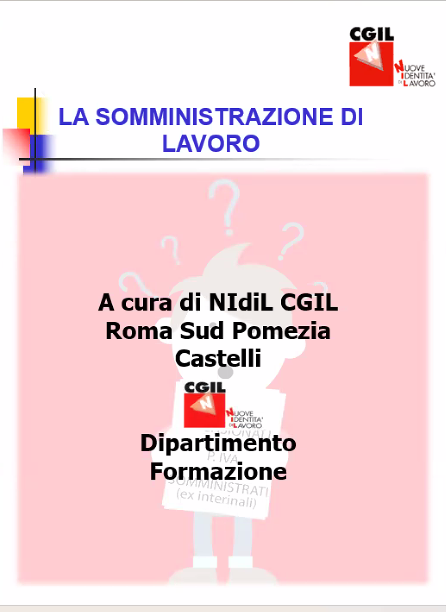 CGIL
N
NUOVE
IDENTITA'
DI LAVORO
LA SOMMINISTRAZIONE DI
LAVORO
? ? ? ?
A cura di NIdiL CGIL
Roma Sud Pomezia
Castelli
CGIL
N
NUOVE
IDENTITA'
DI LAVORO
Dipartimento
P. IVA
Formazione
SOMMINISTRATI
(ex interinali)